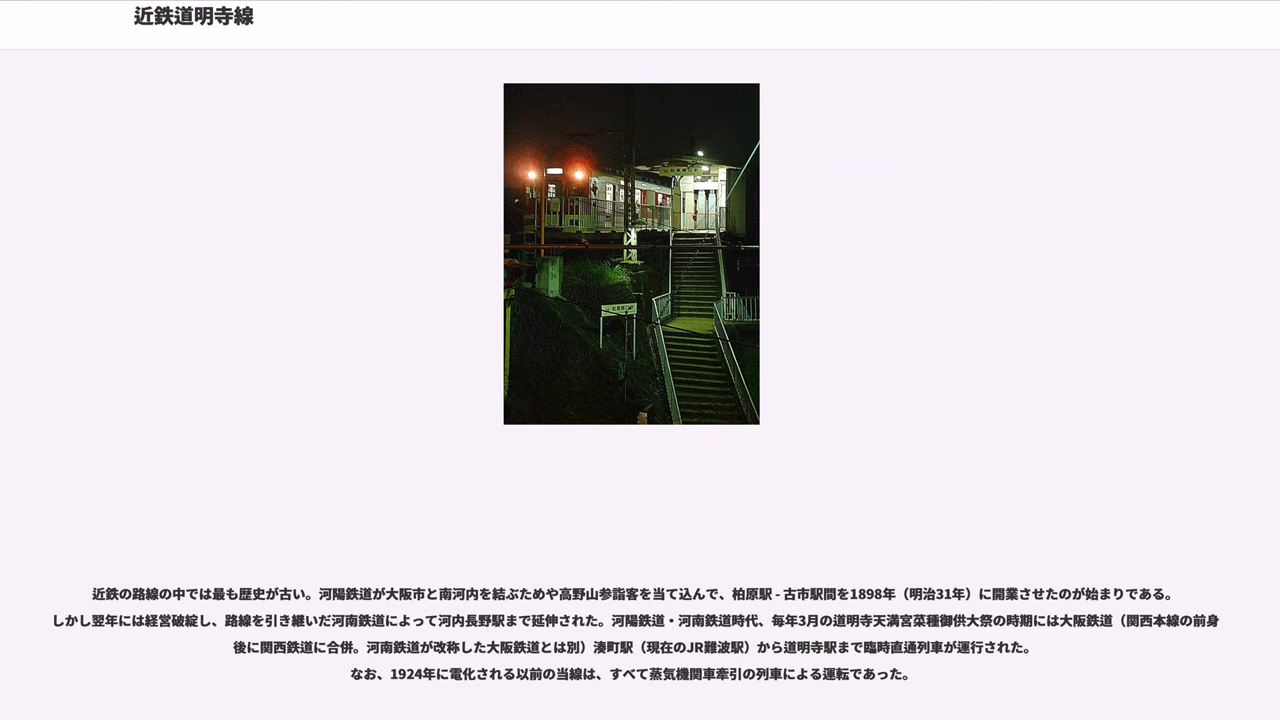 近鉄道明寺線
近鉄の路線の中では最も歴史が古い。河陽鉄道が大阪市と南河内を結ぶためや高野山参詣客を当て込んで、柏原駅 - 古市駅間を1898年（明治31年）に開業させたのが始まりである。
しかし翌年には経営破綻し、路線を引き継いだ河南鉄道によって河内長野駅まで延伸された。河陽鉄道・河南鉄道時代、毎年3月の道明寺天満宮菜種御供大祭の時期には大阪鉄道（関西本線の前身
後に関西鉄道に合併。河南鉄道が改称した大阪鉄道とは別）湊町駅（現在のJR難波駅）から道明寺駅まで臨時直通列車が運行された。
なお、1924年に電化される以前の当線は、すべて蒸気機関車牽引の列車による運転であった。